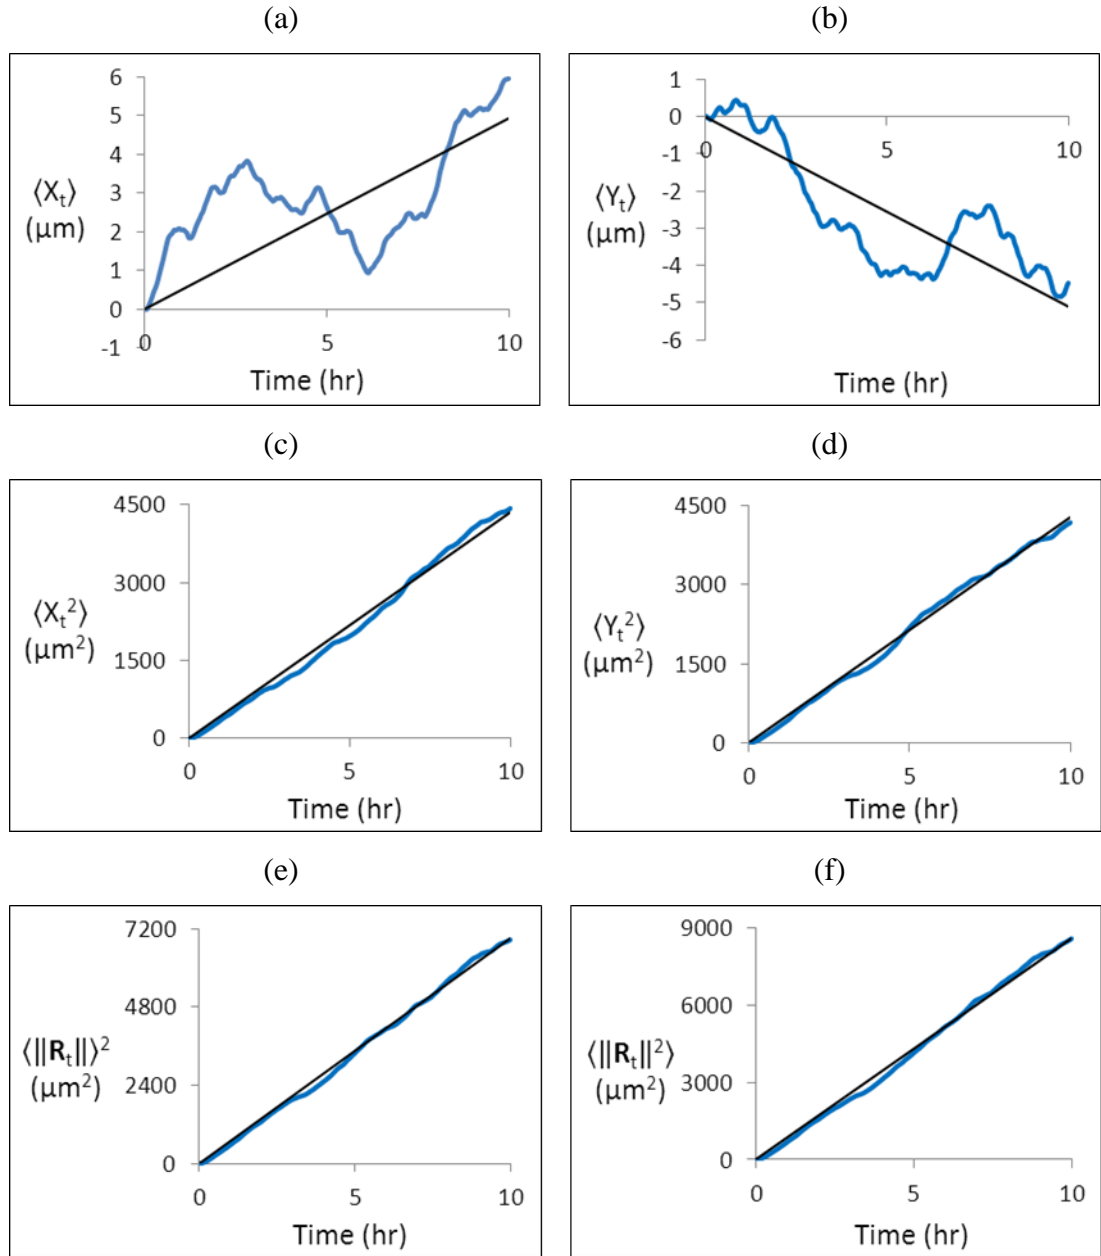 (a)
6
5
4
3
2
1
0
-1
⟨Xₜ⟩
(μm)
0
5
10
Time (hr)
(b)
1
0
-1
-2
-3
-4
-5
-6
⟨Yₜ⟩
(μm)
0
5
10
Time (hr)
(c)
4500
3000
1500
0
⟨Xₜ²⟩
(μm²)
0
5
10
Time (hr)
(d)
4500
3000
1500
0
⟨Yₜ²⟩
(μm²)
0
5
10
Time (hr)
(e)
7200
4800
2400
0
⟨||Rₜ||⟩²
(μm²)
0
5
10
Time (hr)
(f)
9000
6000
3000
0
⟨||Rₜ||²⟩
(μm²)
0
5
10
Time (hr)